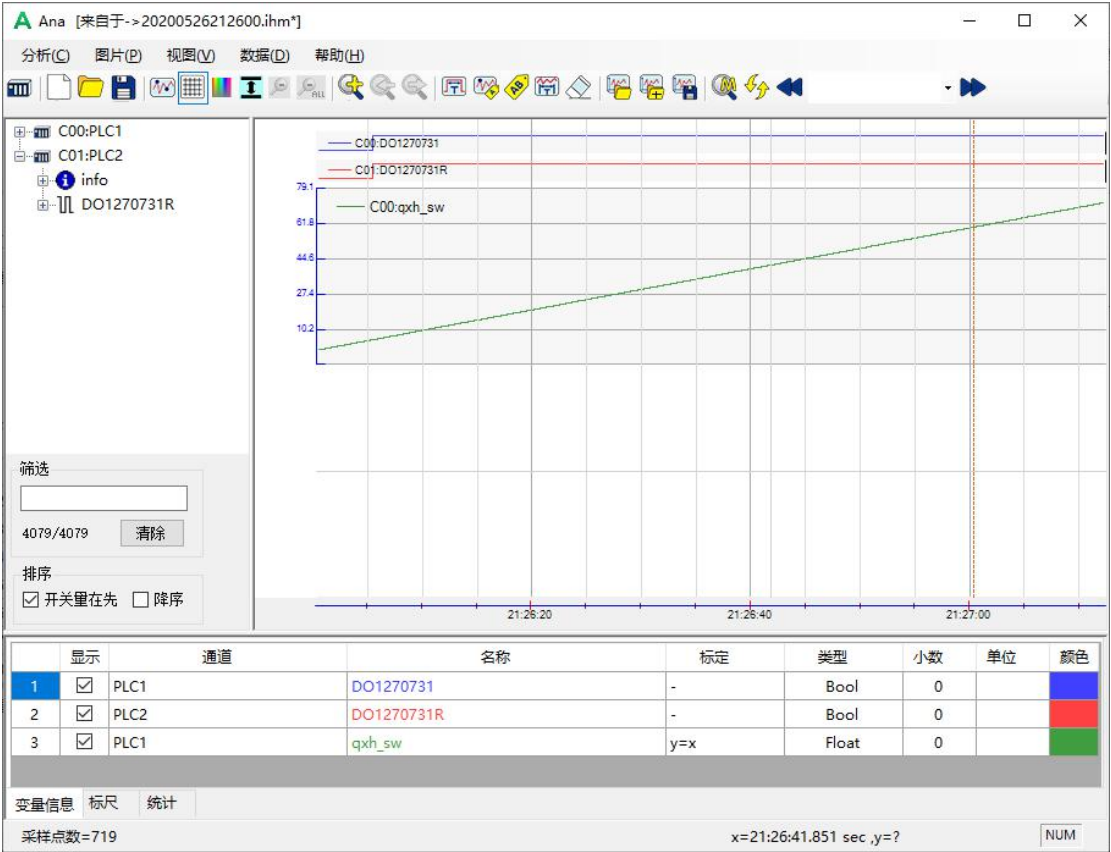 Ana [来自于->20200526212600.ihm*]
分析(C) 图片(P) 视图(V) 数据(D) 帮助(H)
ALL AB
C00:PLC1
C01:PLC2
info
DO1270731R
筛选
4079/4079 清除
排序
开关量在先 降序
C00:DO1270731
C01:DO1270731R
C00:qxh_sw
79.1
61.8
44.6
27.4
10.2
21:26:20 21:26:40 21:27:00
显示 通道 名称 标定 类型 小数 单位 颜色
1 PLC1 DO1270731 - Bool 0
2 PLC2 DO1270731R - Bool 0
3 PLC1 qxh_sw y=x Float 0
变量信息 标尺 统计
采样点数=719 x=21:26:41.851 sec ,y=? NUM